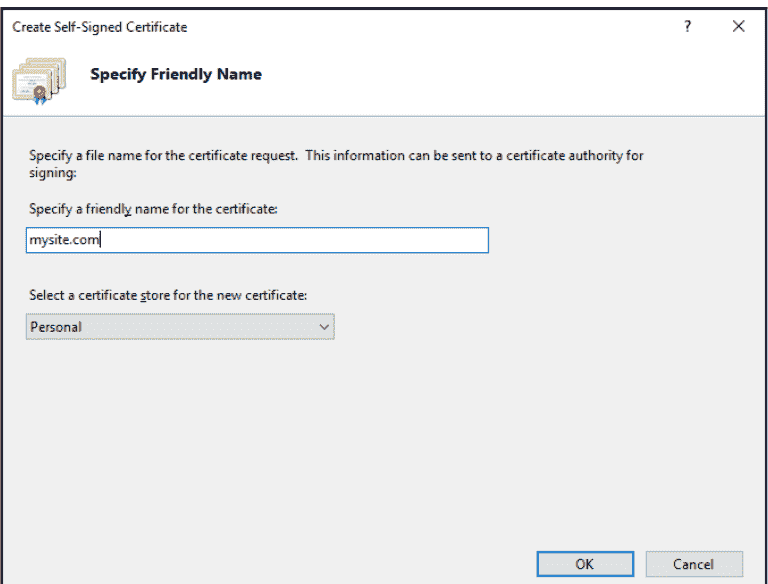 Create Self-Signed Certificate
?
Specify Friendly Name
Specify a file name for the certificate request. This information can be sent to a certificate authority for
signing:
Specify a friendly name for the certificate:
mysite.com
Select a certificate store for the new certificate:
Personal
OK Cancel